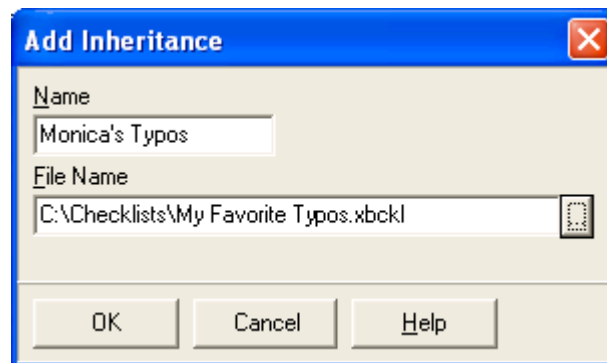 Add Inheritance
Name
Monica's Typos
File Name
C:\Checklists\My Favorite Typos.xbckl
...
OK Cancel Help